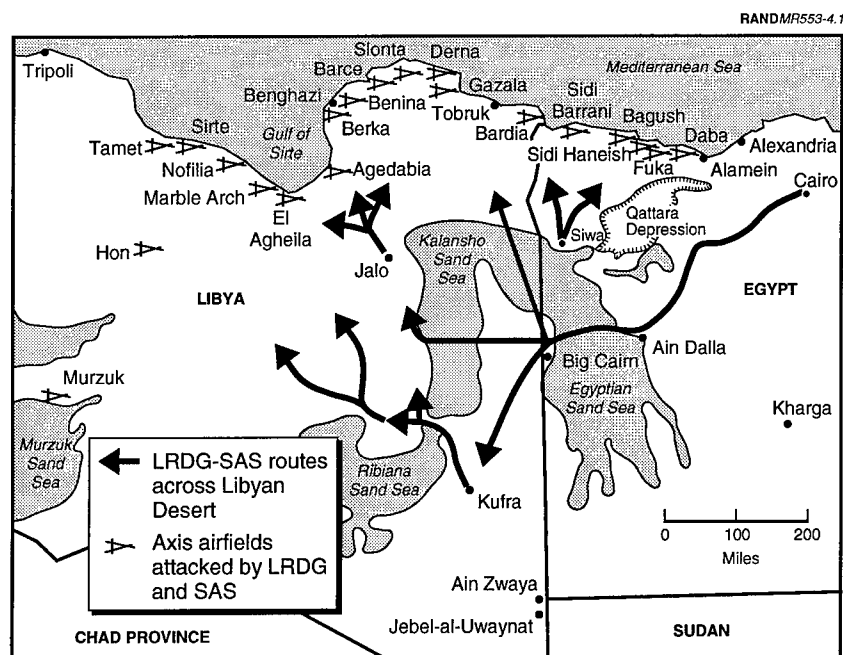 RANDMR553-4.1
Mediterranean Sea
Tripoli
Slonta
Derna
Barce
Gazala
Benghazi
Benina
Tobruk
Sidi
Barrani
Bagush
Daba
Alexandria
Gulf of
Sirte
Berka
Bardia
Sidi Haneish
Fuka
Alamein
Tamet
Sirte
Nofilia
Marble Arch
El
Agheila
Agedabia
Cairo
Qattara
Depression
Siwa
Kalansho
Sand
Sea
Hon
Jalo
LIBYA
EGYPT
Big Cairn
Ain Dalla
Egyptian
Sand Sea
Kharga
Murzuk
Murzuk
Sand
Sea
Ribiana
Sand Sea
Kufra
LRDG-SAS routes
across Libyan
Desert
Axis airfields
attacked by LRDG
and SAS
0 100 200
Miles
Ain Zwaya
Jebel-al-Uwaynat
CHAD PROVINCE
SUDAN